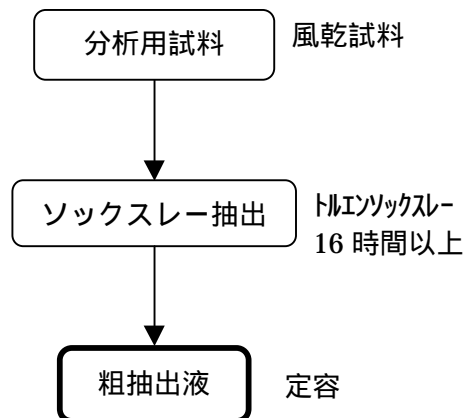 分析用試料
風乾試料
ソックスレー抽出
ﾄﾙｴﾝｿｯｸｽﾚｰ
16 時間以上
粗抽出液
定容